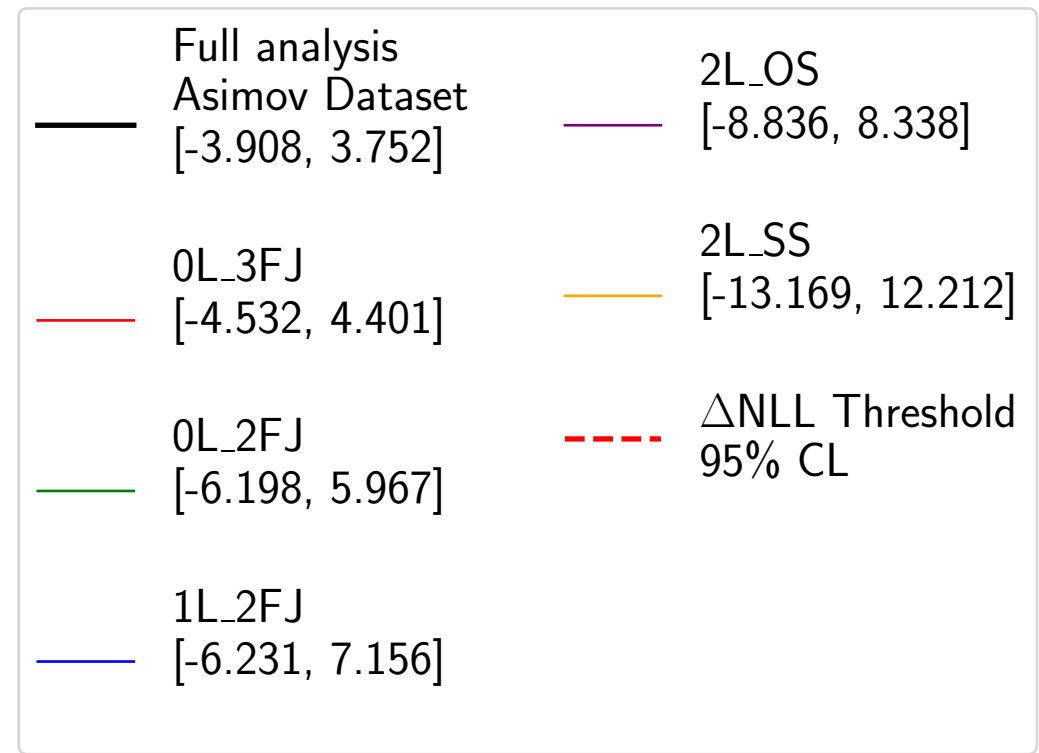 Full analysis
Asimov Dataset
[-3.908, 3.752]
0L_3FJ
[-4.532, 4.401]
0L_2FJ
[-6.198, 5.967]
1L_2FJ
[-6.231, 7.156]
2L_OS
[-8.836, 8.338]
2L_SS
[-13.169, 12.212]
△NLL Threshold
95% CL